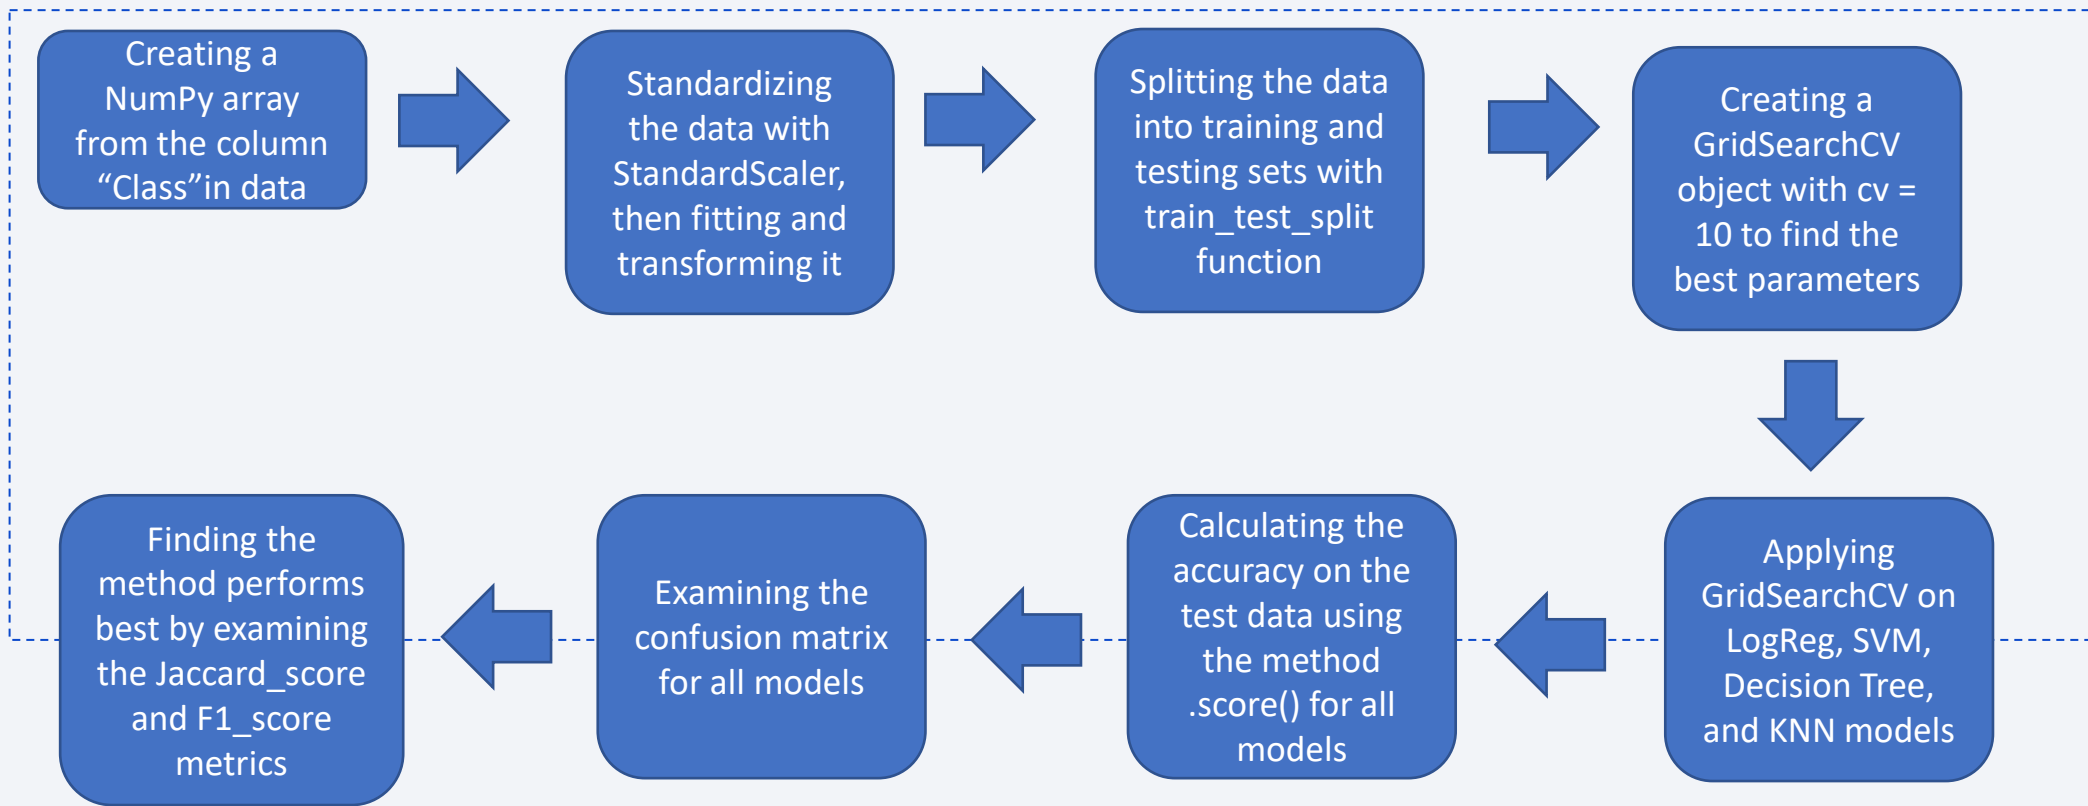 Creating a
NumPy array
from the column
“Class”in data
Standardizing
the data with
StandardScaler,
then fitting and
transforming it
Splitting the data
into training and
testing sets with
train_test_split
function
Creating a
GridSearchCV
object with cv =
10 to find the
best parameters
Applying
GridSearchCV on
LogReg, SVM,
Decision Tree,
and KNN models
Calculating the
accuracy on the
test data using
the method
.score() for all
models
Examining the
confusion matrix
for all models
Finding the
method performs
best by examining
the Jaccard_score
and F1_score
metrics